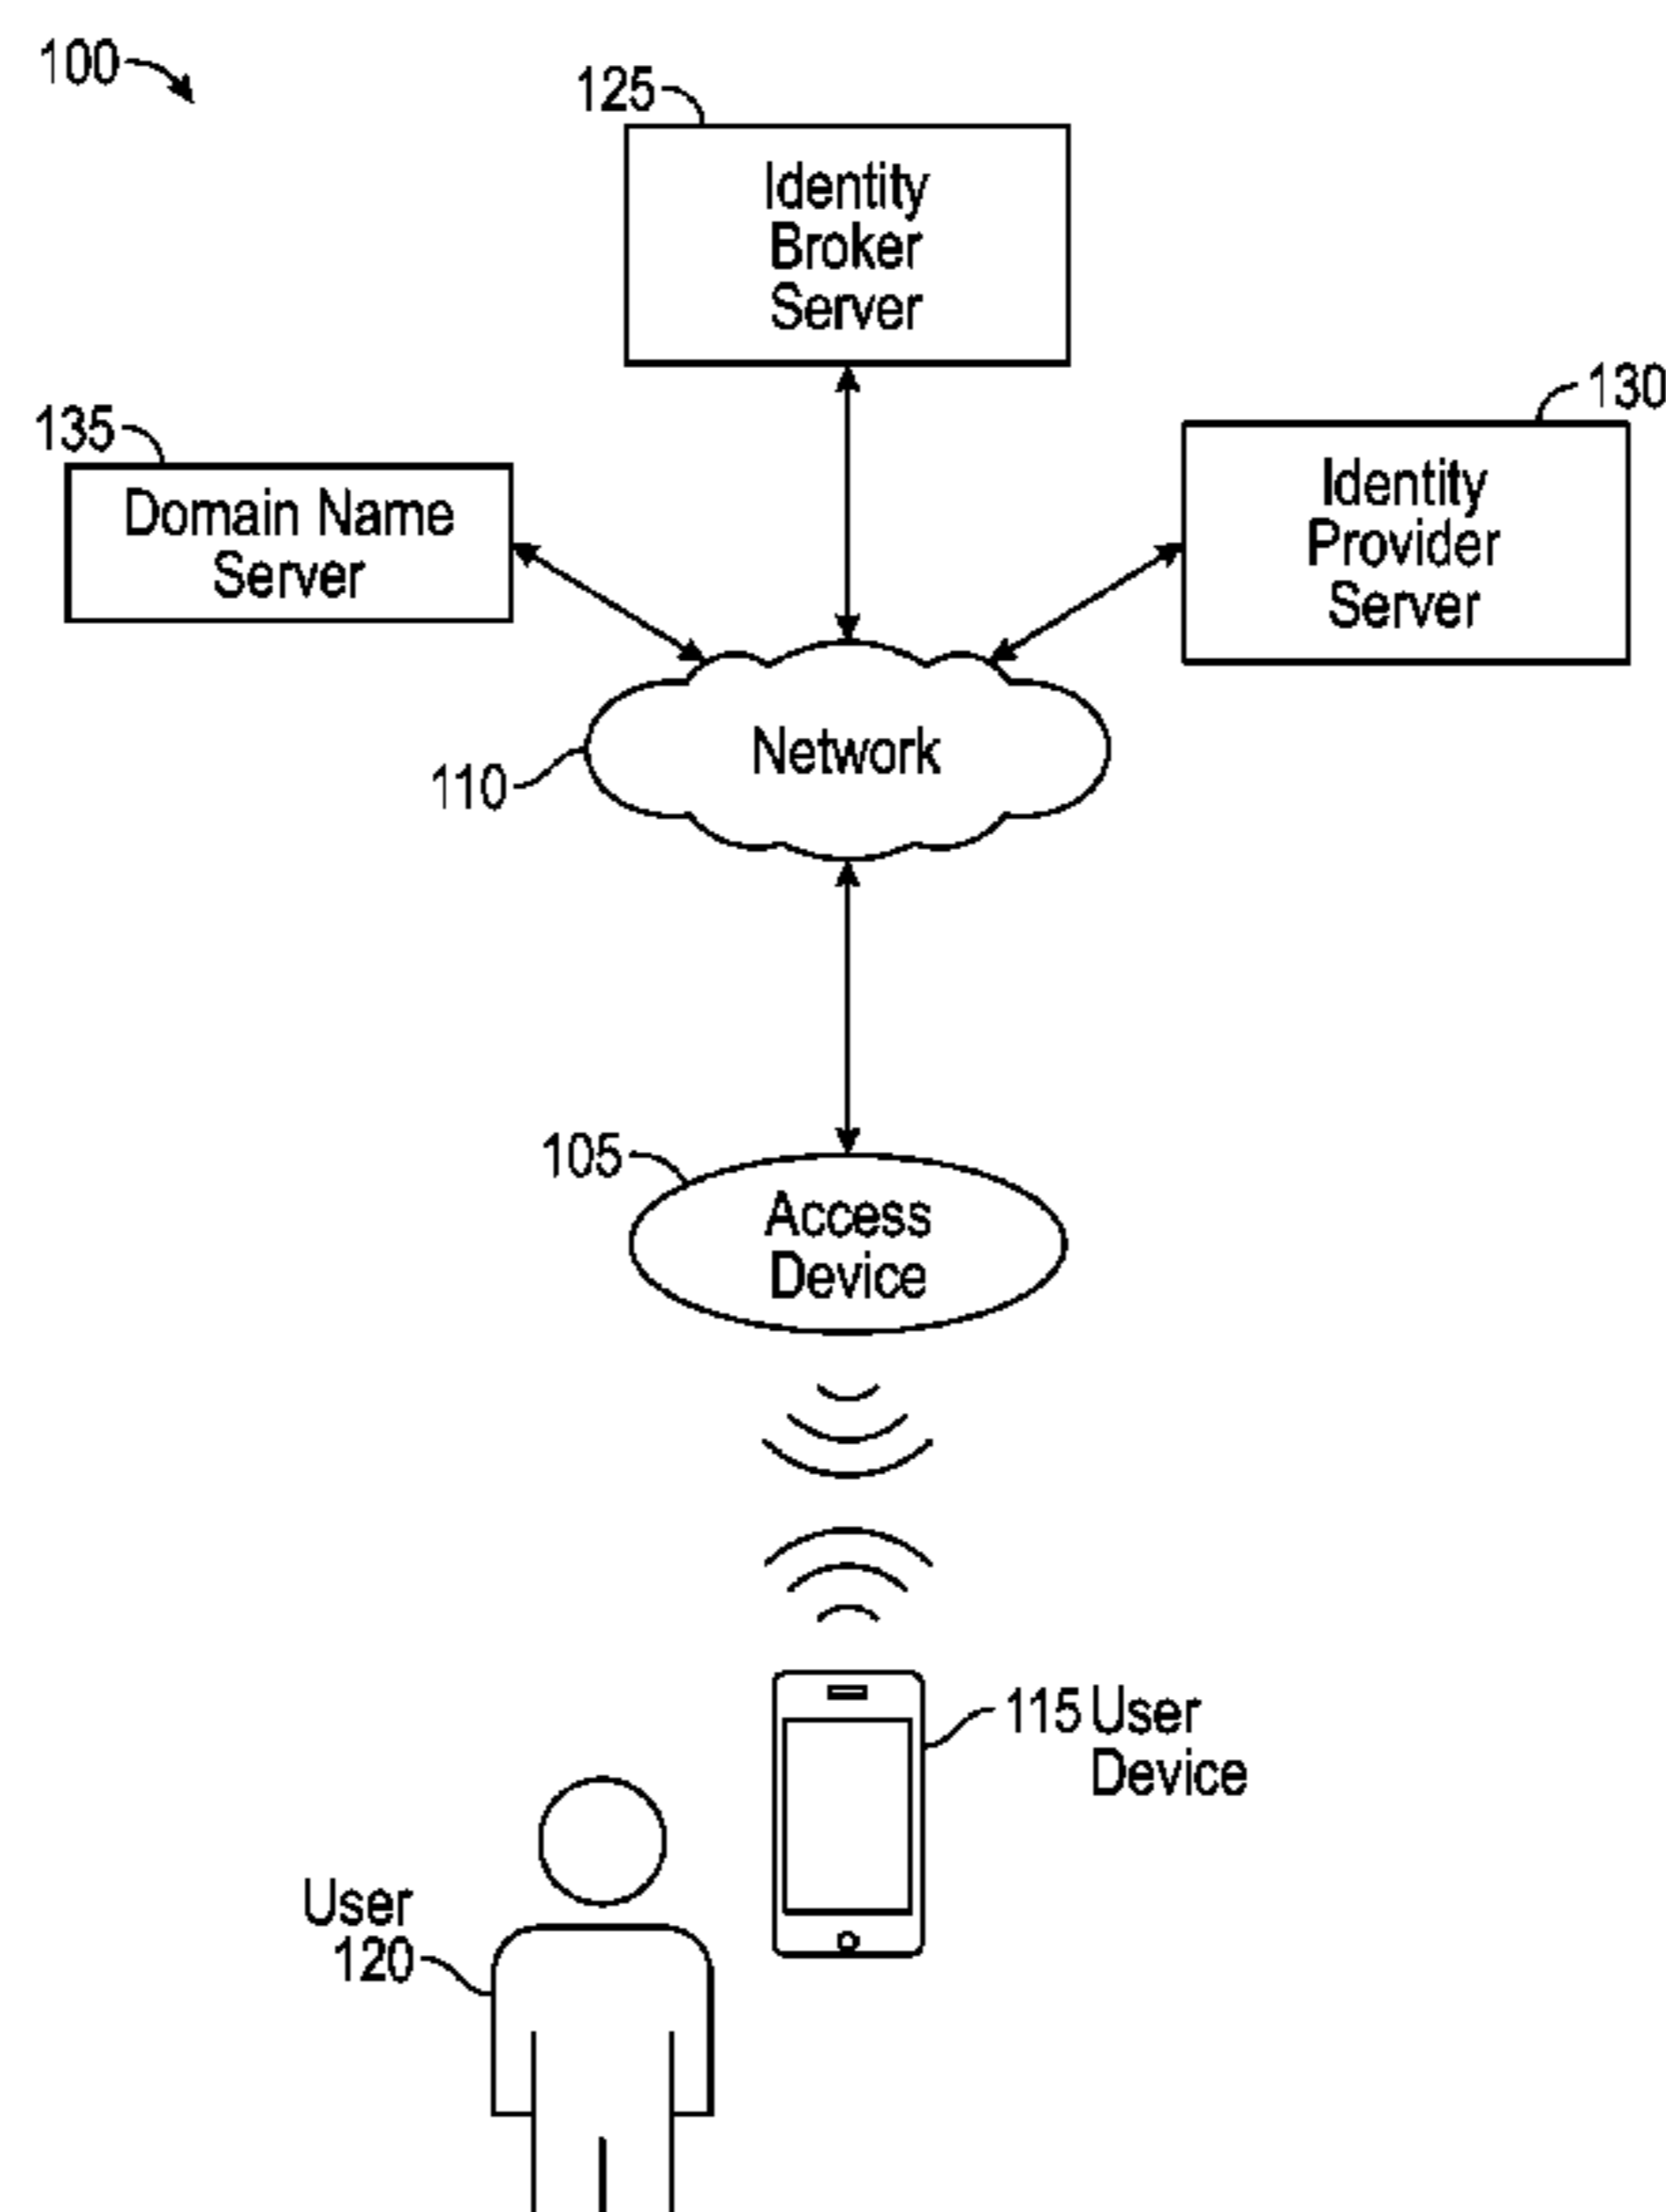 100
125
Identity
Broker
Server
130
135
Identity
Provider
Server
Domain Name
Server
Network
110
105
Access
Device
115 User
Device
User
120